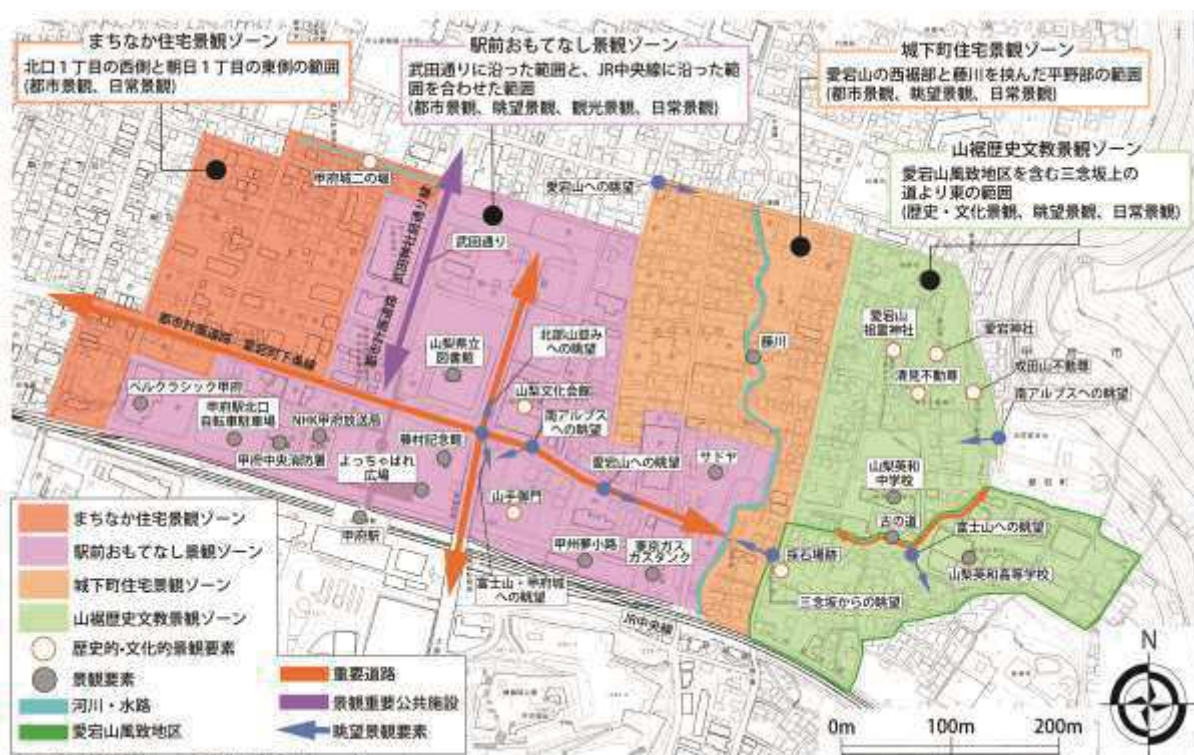 まちなか住宅景観ゾーン
北口1丁目の西側と朝日1丁目の東側の範囲
(都市景観、日常景観)
駅前おもてなし景観ゾーン
武田通りに沿った範囲と、JR中央線に沿った範
囲を合わせた範囲
(都市景観、眺望景観、観光景観、日常景観)
城下町住宅景観ゾーン
愛宕山の西裾部と藤川を挟んだ平野部の範囲
(都市景観、眺望景観、日常景観)
山裾歴史文教景観ゾーン
愛宕山風致地区を含む三念坂上の
道より東の範囲
(歴史・文化景観、眺望景観、日常景観)
甲府城二の堀
愛宕山への眺望
武田通り
都市計画道路 愛宕町下条線
山梨県立
図書館
北部山並み
への眺望
山梨文化会館
南アルプス
への眺望
藤川
愛宕山
祖霊神社
愛宕神社
清見不動尊
成田山不動尊
南アルプスへの眺望
ベルクラシック甲府
甲府駅北口
自転車駐車場
NHK甲府放送局
甲府中央消防署
よっちゃばれ
広場
藤村記念館
愛宕山への眺望
サドヤ
山手御門
山梨英和
中学校
古の道
富士山への眺望
甲府駅
甲州夢小路
東京ガス
ガスタンク
採石場跡
山梨英和高等学校
富士山・甲府城
への眺望
三念坂からの眺望
JR中央線
まちなか住宅景観ゾーン
駅前おもてなし景観ゾーン
城下町住宅景観ゾーン
山裾歴史文教景観ゾーン
歴史的・文化的景観要素
景観要素
河川・水路
愛宕山風致地区
重要道路
景観重要公共施設
眺望景観要素
N
0m 100m 200m